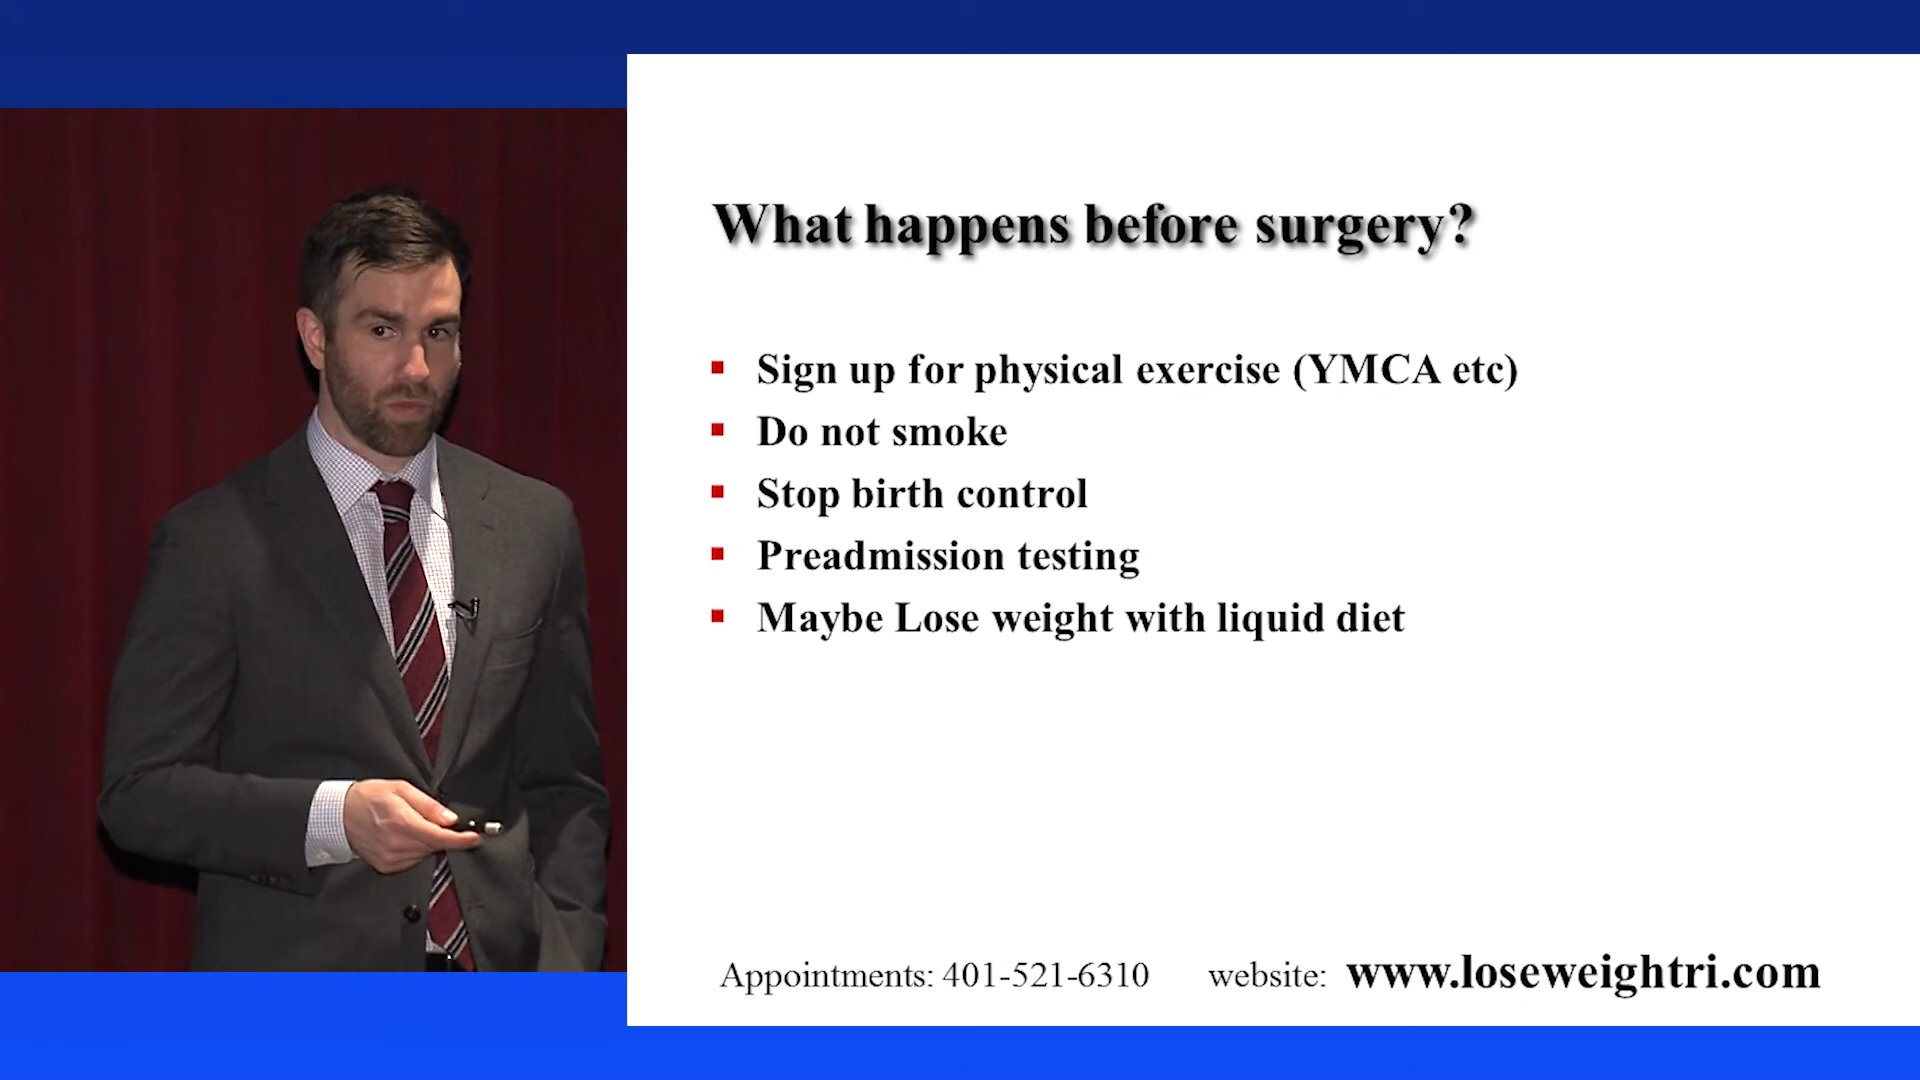 What happens before surgery?
Sign up for physical exercise (YMCA etc)
Do not smoke
Stop birth control
Preadmission testing
Maybe Lose weight with liquid diet
Appointments: 401-521-6310 website: www.loseweightri.com